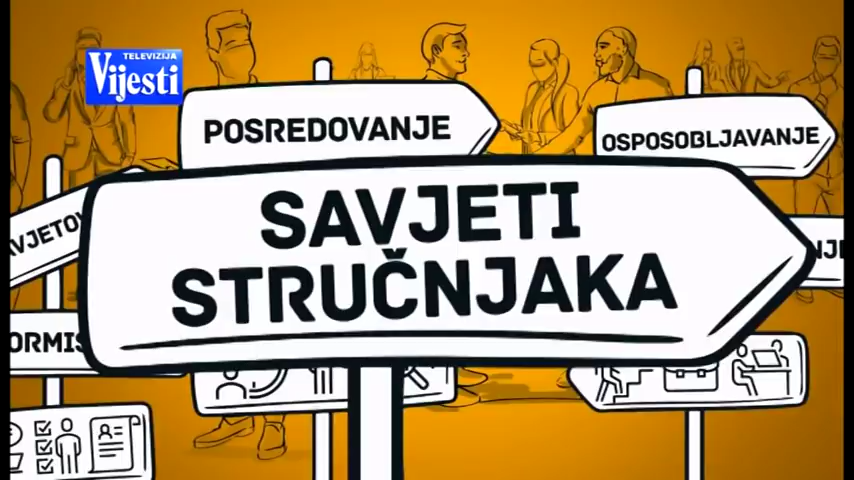 TELEVIZIJA
Vijesti
POSREDOVANJE
OSPOSOBLJAVANJE
SAVJETI
STRUČNJAKA